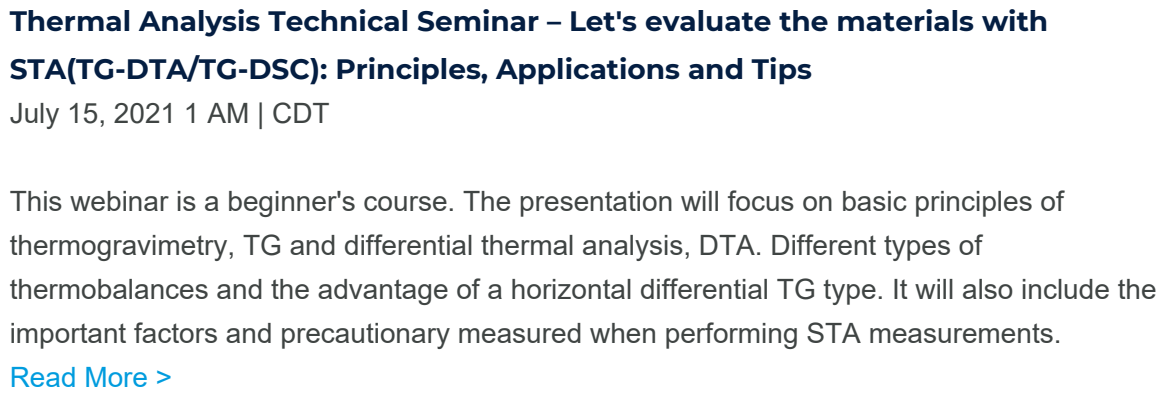 Thermal Analysis Technical Seminar – Let's evaluate the materials with
STA(TG-DTA/TG-DSC): Principles, Applications and Tips
July 15, 2021 1 AM | CDT
This webinar is a beginner's course. The presentation will focus on basic principles of
thermogravimetry, TG and differential thermal analysis, DTA. Different types of
thermobalances and the advantage of a horizontal differential TG type. It will also include the
important factors and precautionary measured when performing STA measurements.
Read More >